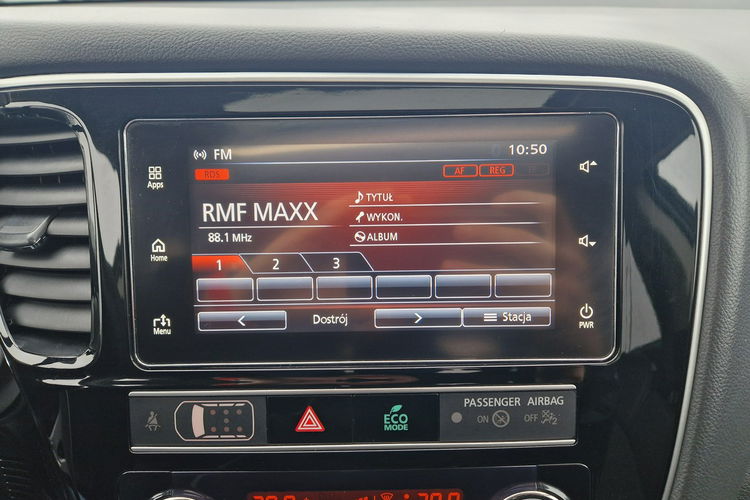 FM 10:50
RDS AF REG
Apps
RMF MAXX
88.1 MHz
TYTUŁ
WYKON.
ALBUM
Home
1 2 3
Menu
< Dostrój > Stacja
PWR
ECO
MODE
PASSENGER AIRBAG
ON OFF